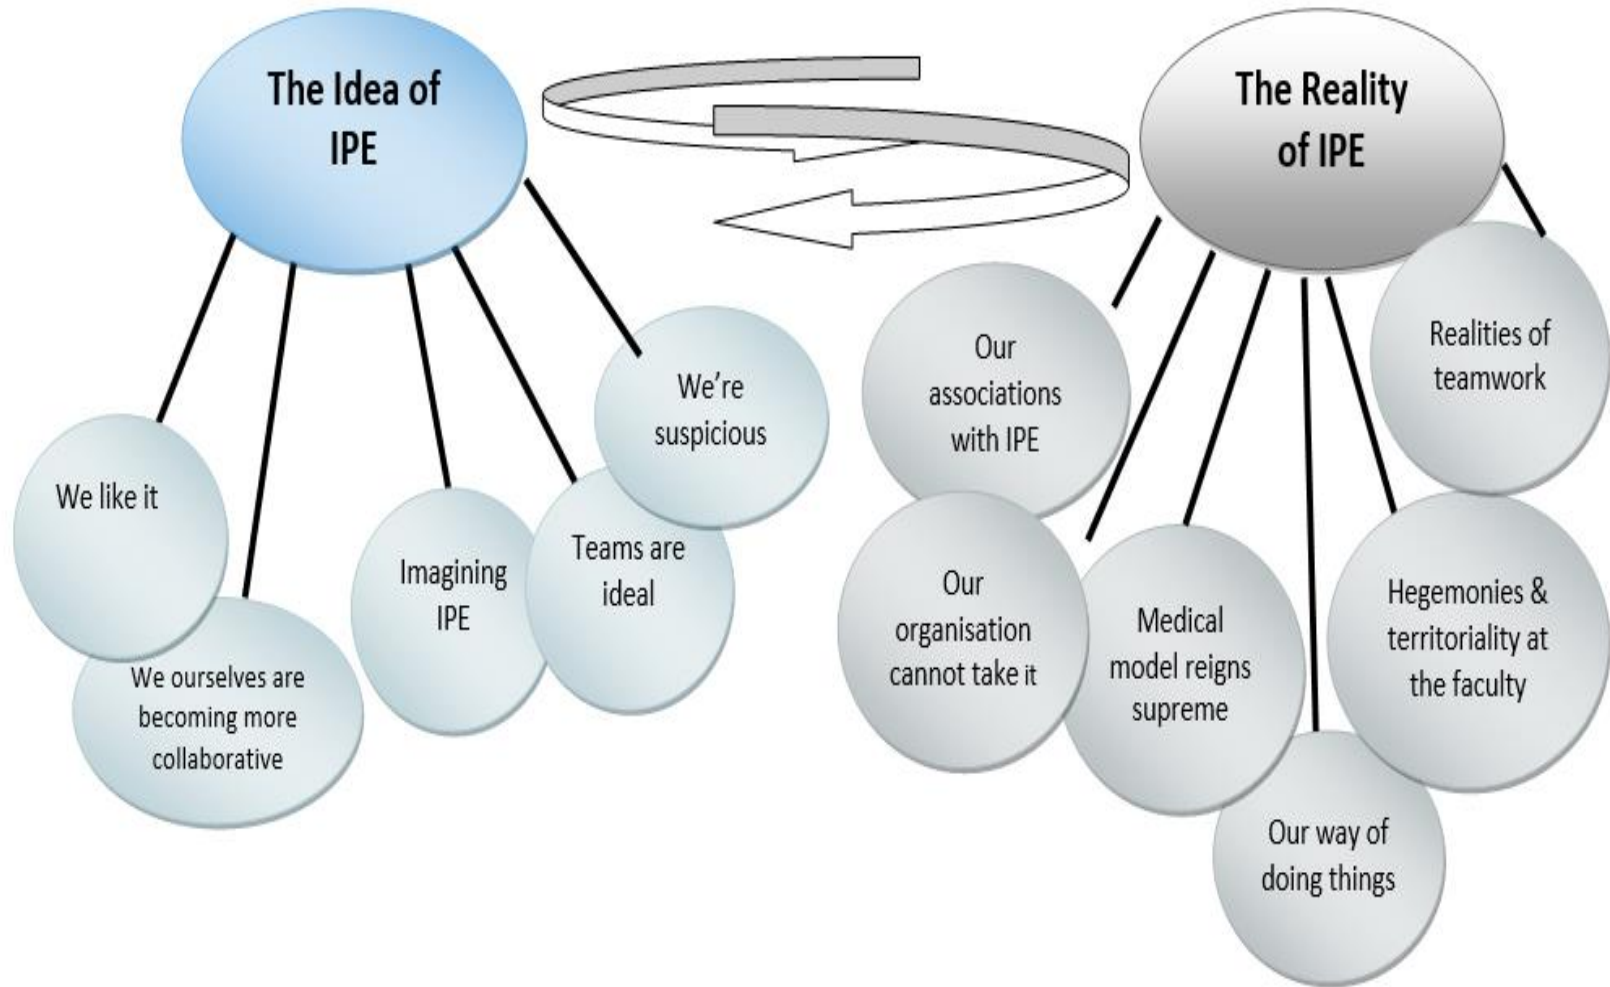 The Idea of
IPE
The Reality
of IPE
We like it
We ourselves are
becoming more
collaborative
Imagining
IPE
Teams are
ideal
We’re
suspicious
Our
associations
with IPE
Our
organisation
cannot take it
Medical
model reigns
supreme
Our way of
doing things
Hegemonies &
territoriality at
the faculty
Realities of
teamwork